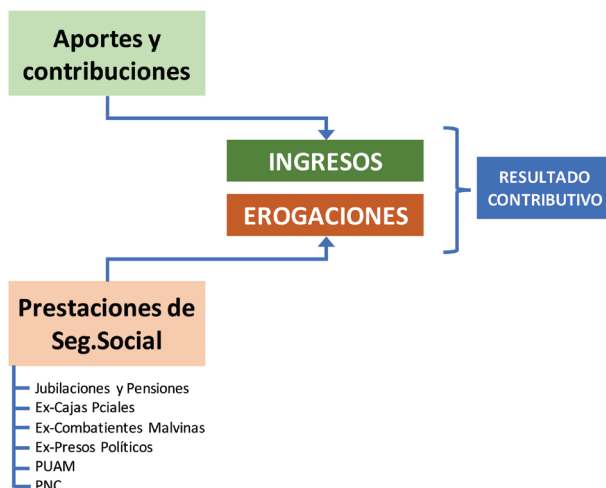 Aportes y
contribuciones
INGRESOS
EROGACIONES
RESULTADO
CONTRIBUTIVO
Prestaciones de
Seg.Social
Jubilaciones y Pensiones
Ex-Cajas Pciales
Ex-Combatientes Malvinas
Ex-Presos Políticos
PUAM
PNC